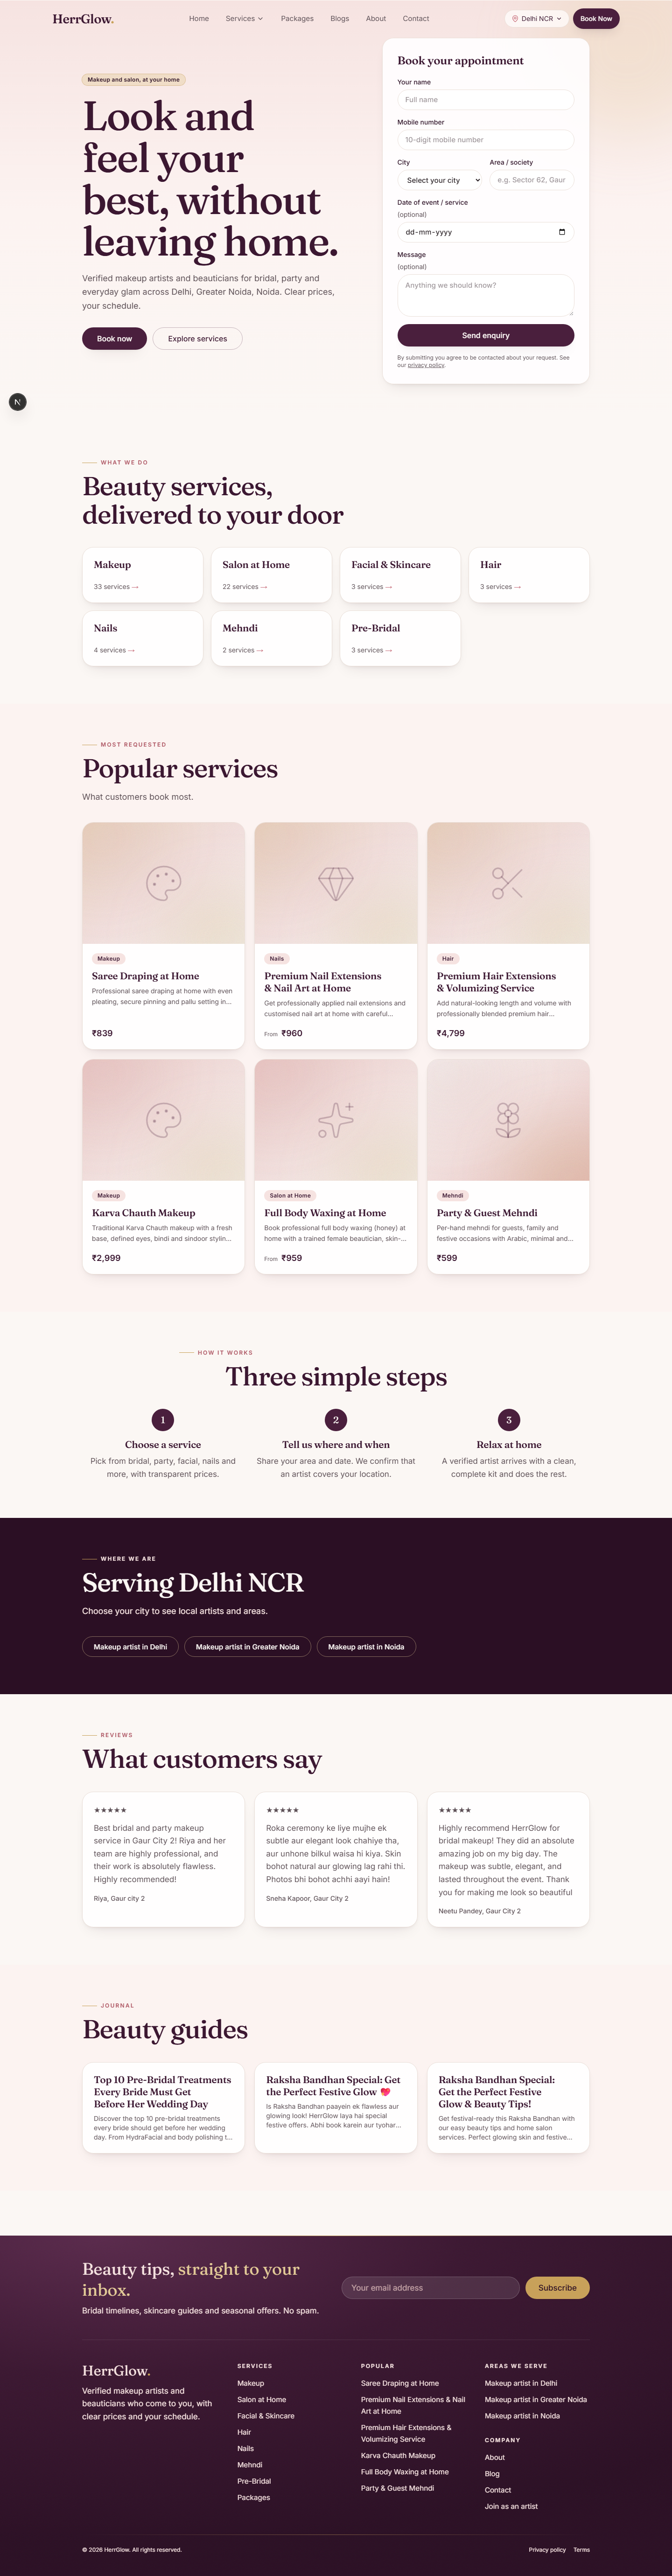 HerrGlow.
Home
Services
Packages
Blogs
About
Contact
Delhi NCR
Book Now
Makeup and salon, at your home
Look and
feel your
best, without
leaving home.
Verified makeup artists and beauticians for bridal, party and
everyday glam across Delhi, Greater Noida, Noida. Clear prices,
your schedule.
Book now
Explore services
Book your appointment
Your name
Full name
Mobile number
10-digit mobile number
City
Area / society
Select your city
e.g. Sector 62, Gaur
Date of event / service
(optional)
dd-mm-yyyy
Message
(optional)
Anything we should know?
Send enquiry
By submitting you agree to be contacted about your request. See
our privacy policy.
N
WHAT WE DO
Beauty services,
delivered to your door
Makeup
33 services →
Salon at Home
22 services →
Facial & Skincare
3 services →
Hair
3 services →
Nails
4 services →
Mehndi
2 services →
Pre-Bridal
3 services →
MOST REQUESTED
Popular services
What customers book most.
Makeup
Saree Draping at Home
Professional saree draping at home with even
pleating, secure pinning and pallu setting in...
₹839
Nails
Premium Nail Extensions
& Nail Art at Home
Get professionally applied nail extensions and
customised nail art at home with careful...
From ₹960
Hair
Premium Hair Extensions
& Volumizing Service
Add natural-looking length and volume with
professionally blended premium hair...
₹4,799
Makeup
Karva Chauth Makeup
Traditional Karva Chauth makeup with a fresh
base, defined eyes, bindi and sindoor stylin...
₹2,999
Salon at Home
Full Body Waxing at Home
Book professional full body waxing (honey) at
home with a trained female beautician, skin-...
From ₹959
Mehndi
Party & Guest Mehndi
Per-hand mehndi for guests, family and
festive occasions with Arabic, minimal and...
₹599
HOW IT WORKS
Three simple steps
1
Choose a service
Pick from bridal, party, facial, nails and
more, with transparent prices.
2
Tell us where and when
Share your area and date. We confirm that
an artist covers your location.
3
Relax at home
A verified artist arrives with a clean,
complete kit and does the rest.
WHERE WE ARE
Serving Delhi NCR
Choose your city to see local artists and areas.
Makeup artist in Delhi
Makeup artist in Greater Noida
Makeup artist in Noida
REVIEWS
What customers say
★★★★★
Best bridal and party makeup
service in Gaur City 2! Riya and her
team are highly professional, and
their work is absolutely flawless.
Highly recommended!
Riya, Gaur city 2
★★★★★
Roka ceremony ke liye mujhe ek
subtle aur elegant look chahiye tha,
aur unhone bilkul waisa hi kiya. Skin
bohot natural aur glowing lag rahi thi.
Photos bhi bohot achhi aayi hain!
Sneha Kapoor, Gaur City 2
★★★★★
Highly recommend HerrGlow for
bridal makeup! They did an absolute
amazing job on my big day. The
makeup was subtle, elegant, and
lasted throughout the event. Thank
you for making me look so beautiful
Neetu Pandey, Gaur City 2
JOURNAL
Beauty guides
Top 10 Pre-Bridal Treatments
Every Bride Must Get
Before Her Wedding Day
Discover the top 10 pre-bridal treatments
every bride should get before her wedding
day. From HydraFacial and body polishing t...
Raksha Bandhan Special: Get
the Perfect Festive Glow 💖
Is Raksha Bandhan paayein ek flawless aur
glowing look! HerrGlow laya hai special
festive offers. Abhi book karein aur tyohar...
Raksha Bandhan Special:
Get the Perfect Festive
Glow & Beauty Tips!
Get festival-ready this Raksha Bandhan with
our easy beauty tips and home salon
services. Perfect glowing skin and festive...
Beauty tips, straight to your
inbox.
Bridal timelines, skincare guides and seasonal offers. No spam.
Your email address
Subscribe
HerrGlow.
Verified makeup artists and
beauticians who come to you, with
clear prices and your schedule.
SERVICES
Makeup
Salon at Home
Facial & Skincare
Hair
Nails
Mehndi
Pre-Bridal
Packages
POPULAR
Saree Draping at Home
Premium Nail Extensions & Nail
Art at Home
Premium Hair Extensions &
Volumizing Service
Karva Chauth Makeup
Full Body Waxing at Home
Party & Guest Mehndi
AREAS WE SERVE
Makeup artist in Delhi
Makeup artist in Greater Noida
Makeup artist in Noida
COMPANY
About
Blog
Contact
Join as an artist
© 2026 HerrGlow. All rights reserved.
Privacy policy
Terms